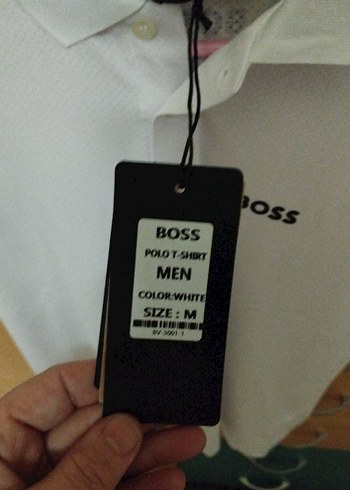 BOSS
BOSS
POLO T-SHIRT
MEN
COLOR:WHITE
SIZE : M